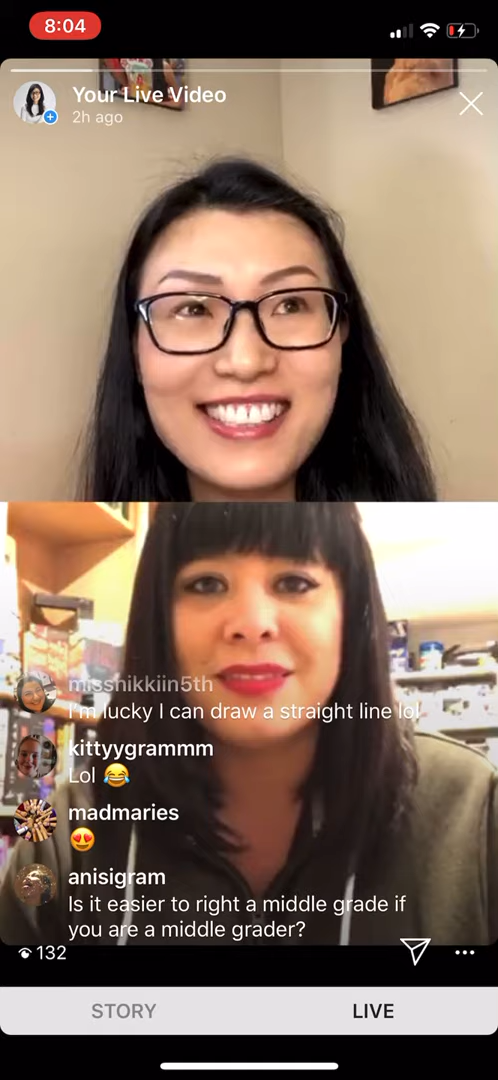 8:04
Your Live Video
2h ago
misshikkiin5th
I'm lucky I can draw a straight line lol
kittyygrammm
Lol 😂
madmaries
😍
anisigram
Is it easier to right a middle grade if
you are a middle grader?
132
STORY
LIVE